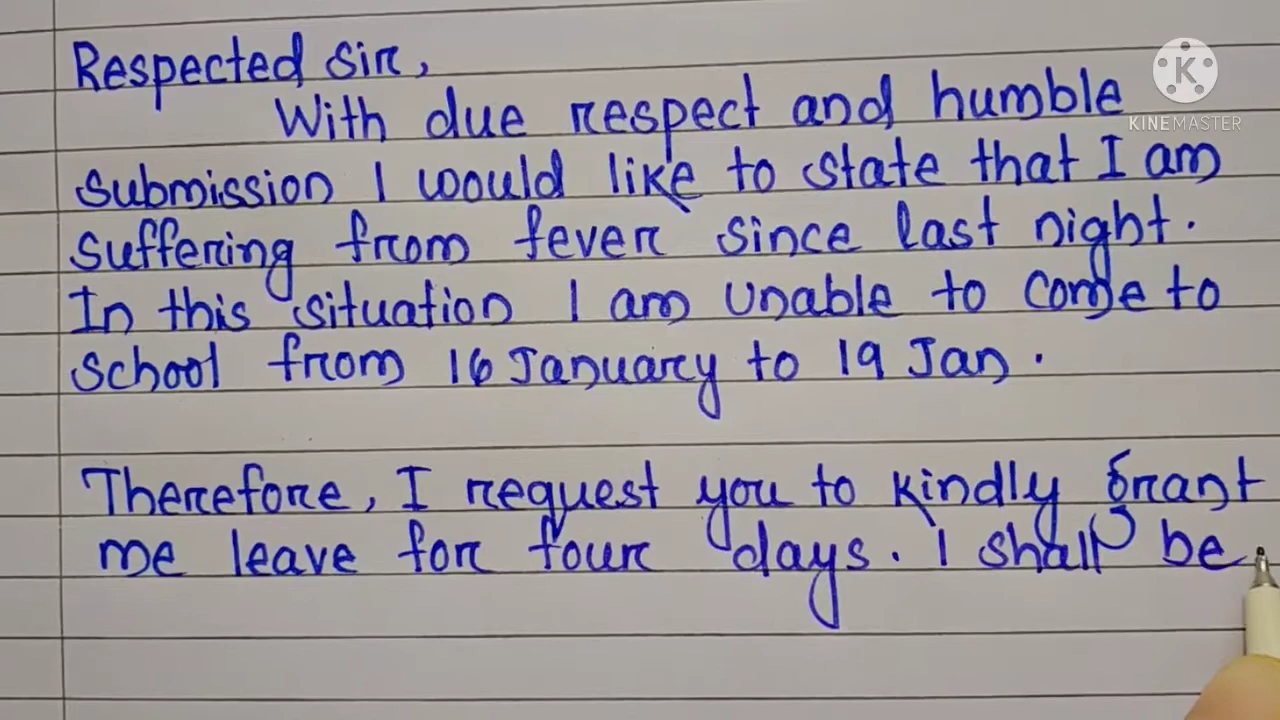 Respected sir,
With due respect and humble
submission I would like to state that I am
suffering from fever since last night.
In this situation I am unable to come to
school from 16 January to 19 Jan.
Therefore, I request you to kindly grant
me leave for four days. I shall be
K
KINEMASTER